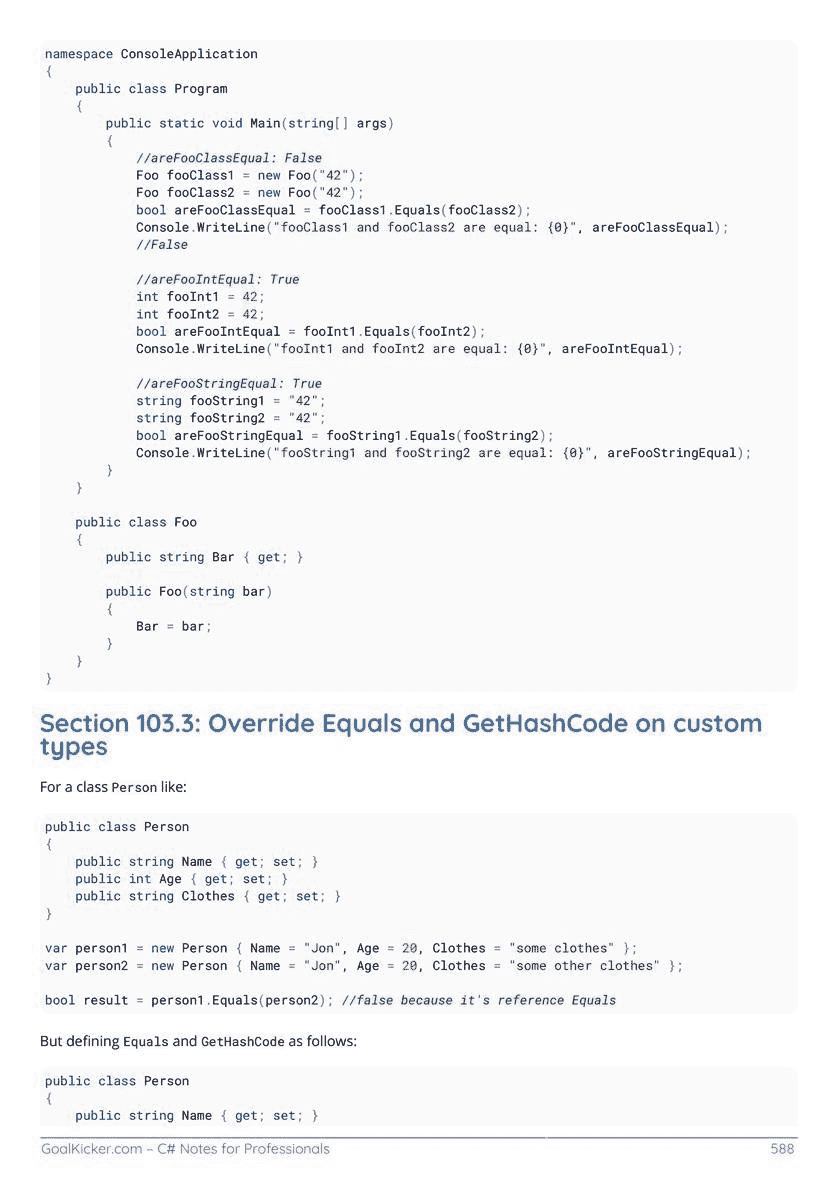 namespace ConsoleApplication
{
    public class Program
    {
        public static void Main(string[] args)
        {
            //areFooClassEqual: False
            Foo fooClass1 = new Foo("42");
            Foo fooClass2 = new Foo("42");
            bool areFooClassEqual = fooClass1.Equals(fooClass2);
            Console.WriteLine("fooClass1 and fooClass2 are equal: {0}", areFooClassEqual);
            //False

            //areFooIntEqual: True
            int fooInt1 = 42;
            int fooInt2 = 42;
            bool areFooIntEqual = fooInt1.Equals(fooInt2);
            Console.WriteLine("fooInt1 and fooInt2 are equal: {0}", areFooIntEqual);

            //areFooStringEqual: True
            string fooString1 = "42";
            string fooString2 = "42";
            bool areFooStringEqual = fooString1.Equals(fooString2);
            Console.WriteLine("fooString1 and fooString2 are equal: {0}", areFooStringEqual);
        }
    }

    public class Foo
    {
        public string Bar { get; }

        public Foo(string bar)
        {
            Bar = bar;
        }
    }
}
Section 103.3: Override Equals and GetHashCode on custom
types
For a class Person like:
public class Person
{
    public string Name { get; set; }
    public int Age { get; set; }
    public string Clothes { get; set; }
}

var person1 = new Person { Name = "Jon", Age = 20, Clothes = "some clothes" };
var person2 = new Person { Name = "Jon", Age = 20, Clothes = "some other clothes" };

bool result = person1.Equals(person2); //false because it's reference Equals
But defining Equals and GetHashCode as follows:
public class Person
{
    public string Name { get; set; }
GoalKicker.com – C# Notes for Professionals
588